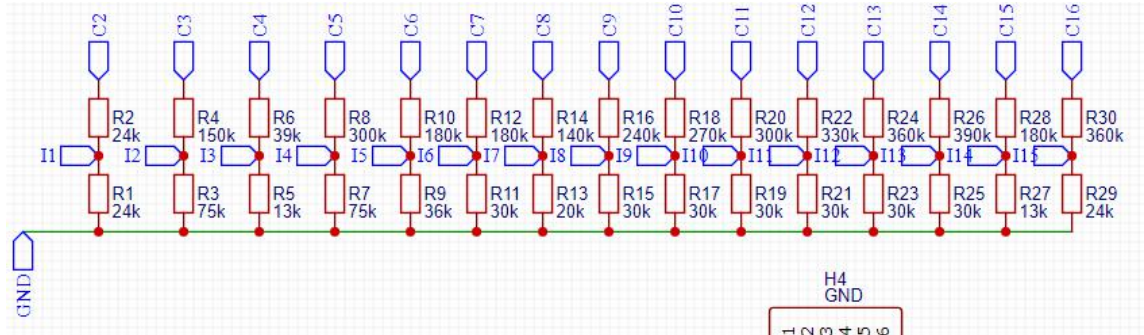 C2 C3 C4 C5 C6 C7 C8 C9 C10 C11 C12 C13 C14 C15 C16
R2 R4 R6 R8 R10 R12 R14 R16 R18 R20 R22 R24 R26 R28 R30
24k 150k 39k 300k 180k 180k 140k 240k 270k 300k 330k 360k 390k 180k 360k
I1 I2 I3 I4 I5 I6 I7 I8 I9 I10 I11 I12 I13 I14 I15
R1 R3 R5 R7 R9 R11 R13 R15 R17 R19 R21 R23 R25 R27 R29
24k 75k 13k 75k 36k 30k 20k 30k 30k 30k 30k 30k 30k 13k 24k
GND
H4
GND
1 2 3 4 5 6